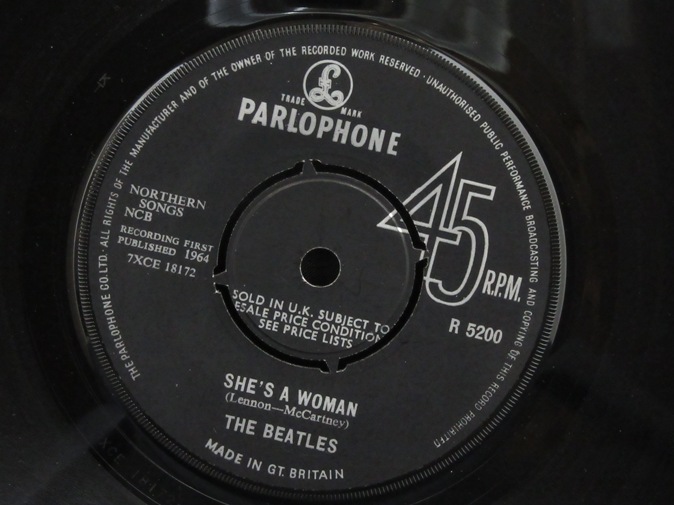 THE PARLOPHONE CO.LTD. ALL RIGHTS OF THE MANUFACTURER AND OF THE OWNER OF THE RECORDED WORK RESERVED · UNAUTHORISED PUBLIC PERFORMANCE BROADCASTING AND COPYING OF THIS RECORD PROHIBITED
£
TRADE MARK
PARLOPHONE
45
R.P.M.
NORTHERN
SONGS
NCB
RECORDING FIRST
PUBLISHED 1964
7XCE 18172
SOLD IN U.K. SUBJECT TO
ESALE PRICE CONDITION
SEE PRICE LISTS
R 5200
SHE'S A WOMAN
(Lennon—McCartney)
THE BEATLES
MADE IN GT. BRITAIN